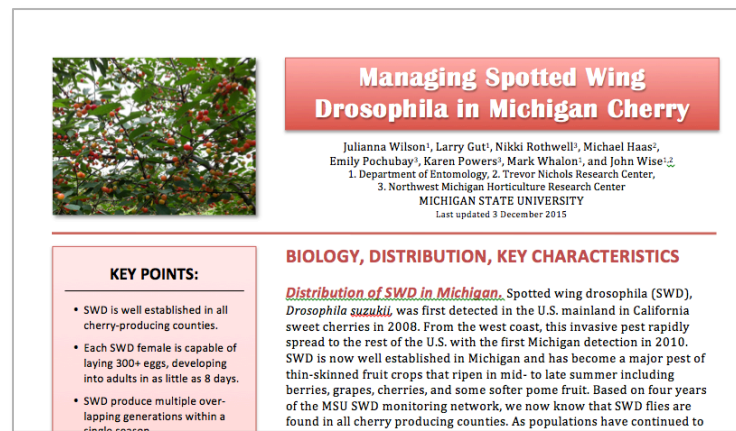 Managing Spotted Wing
Drosophila in Michigan Cherry
Julianna Wilson¹, Larry Gut¹, Nikki Rothwell³, Michael Haas²,
Emily Pochubay³, Karen Powers³, Mark Whalon¹, and John Wise¹,²
1. Department of Entomology, 2. Trevor Nichols Research Center,
3. Northwest Michigan Horticulture Research Center
MICHIGAN STATE UNIVERSITY
Last updated 3 December 2015
KEY POINTS:
• SWD is well established in all
cherry-producing counties.
• Each SWD female is capable of
laying 300+ eggs, developing
into adults in as little as 8 days.
• SWD produce multiple over-
lapping generations within a
single season
BIOLOGY, DISTRIBUTION, KEY CHARACTERISTICS
Distribution of SWD in Michigan. Spotted wing drosophila (SWD),
Drosophila suzukii, was first detected in the U.S. mainland in California
sweet cherries in 2008. From the west coast, this invasive pest rapidly
spread to the rest of the U.S. with the first Michigan detection in 2010.
SWD is now well established in Michigan and has become a major pest of
thin-skinned fruit crops that ripen in mid- to late summer including
berries, grapes, cherries, and some softer pome fruit. Based on four years
of the MSU SWD monitoring network, we now know that SWD flies are
found in all cherry producing counties. As populations have continued to